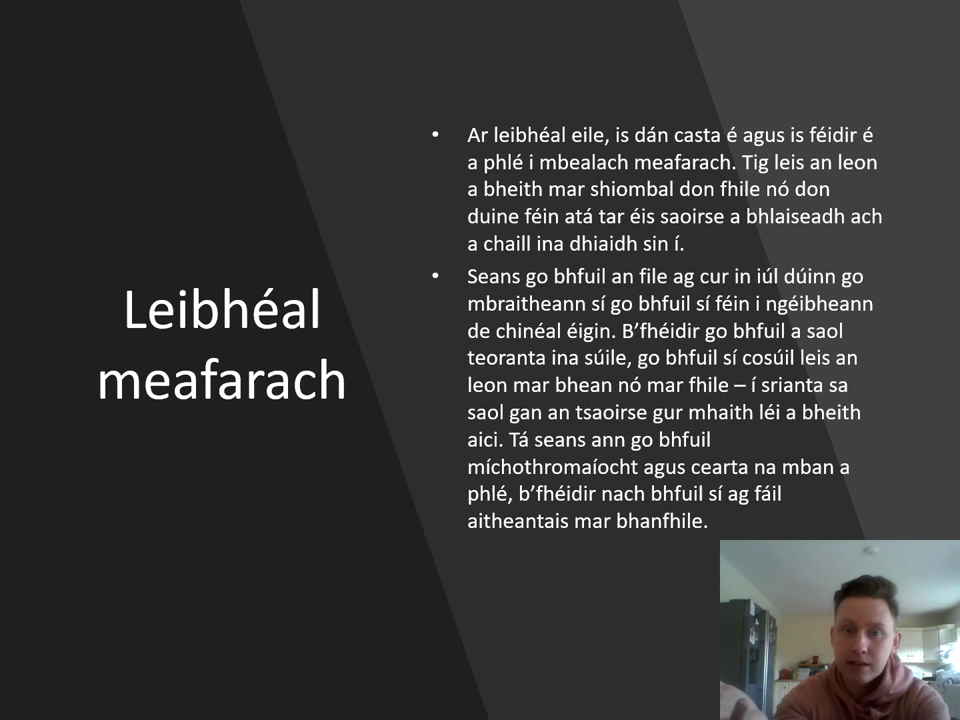 Leibhéal
meafarach
• Ar leibhéal eile, is dán casta é agus is féidir é
a phlé i mbealach meafarach. Tig leis an leon
a bheith mar shiombal don fhile nó don
duine féin atá tar éis saoirse a bhlaiseadh ach
a chaill ina dhiaidh sin í.
• Seans go bhfuil an file ag cur in iúl dúinn go
mbraitheann sí go bhfuil sí féin i ngéibheann
de chinéal éigin. B’fhéidir go bhfuil a saol
teoranta ina súile, go bhfuil sí cosúil leis an
leon mar bhean nó mar fhile – í srianta sa
saol gan an tsaoirse gur mhaith léi a bheith
aici. Tá seans ann go bhfuil
míchothromaíocht agus cearta na mban a
phlé, b’fhéidir nach bhfuil sí ag fáil
aitheantais mar bhanfhile.